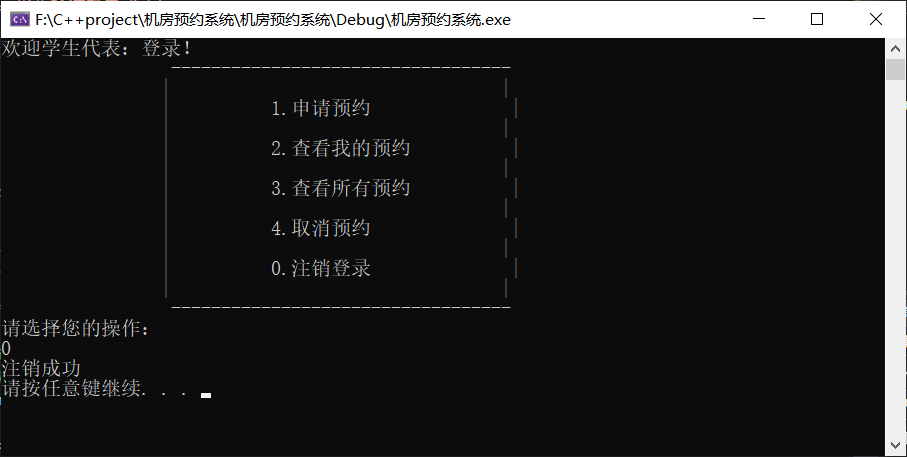 F:\C++project\机房预约系统\机房预约系统\Debug\机房预约系统.exe
欢迎学生代表：登录！
1.申请预约
2.查看我的预约
3.查看所有预约
4.取消预约
0.注销登录
请选择您的操作：
0
注销成功
请按任意键继续. . .